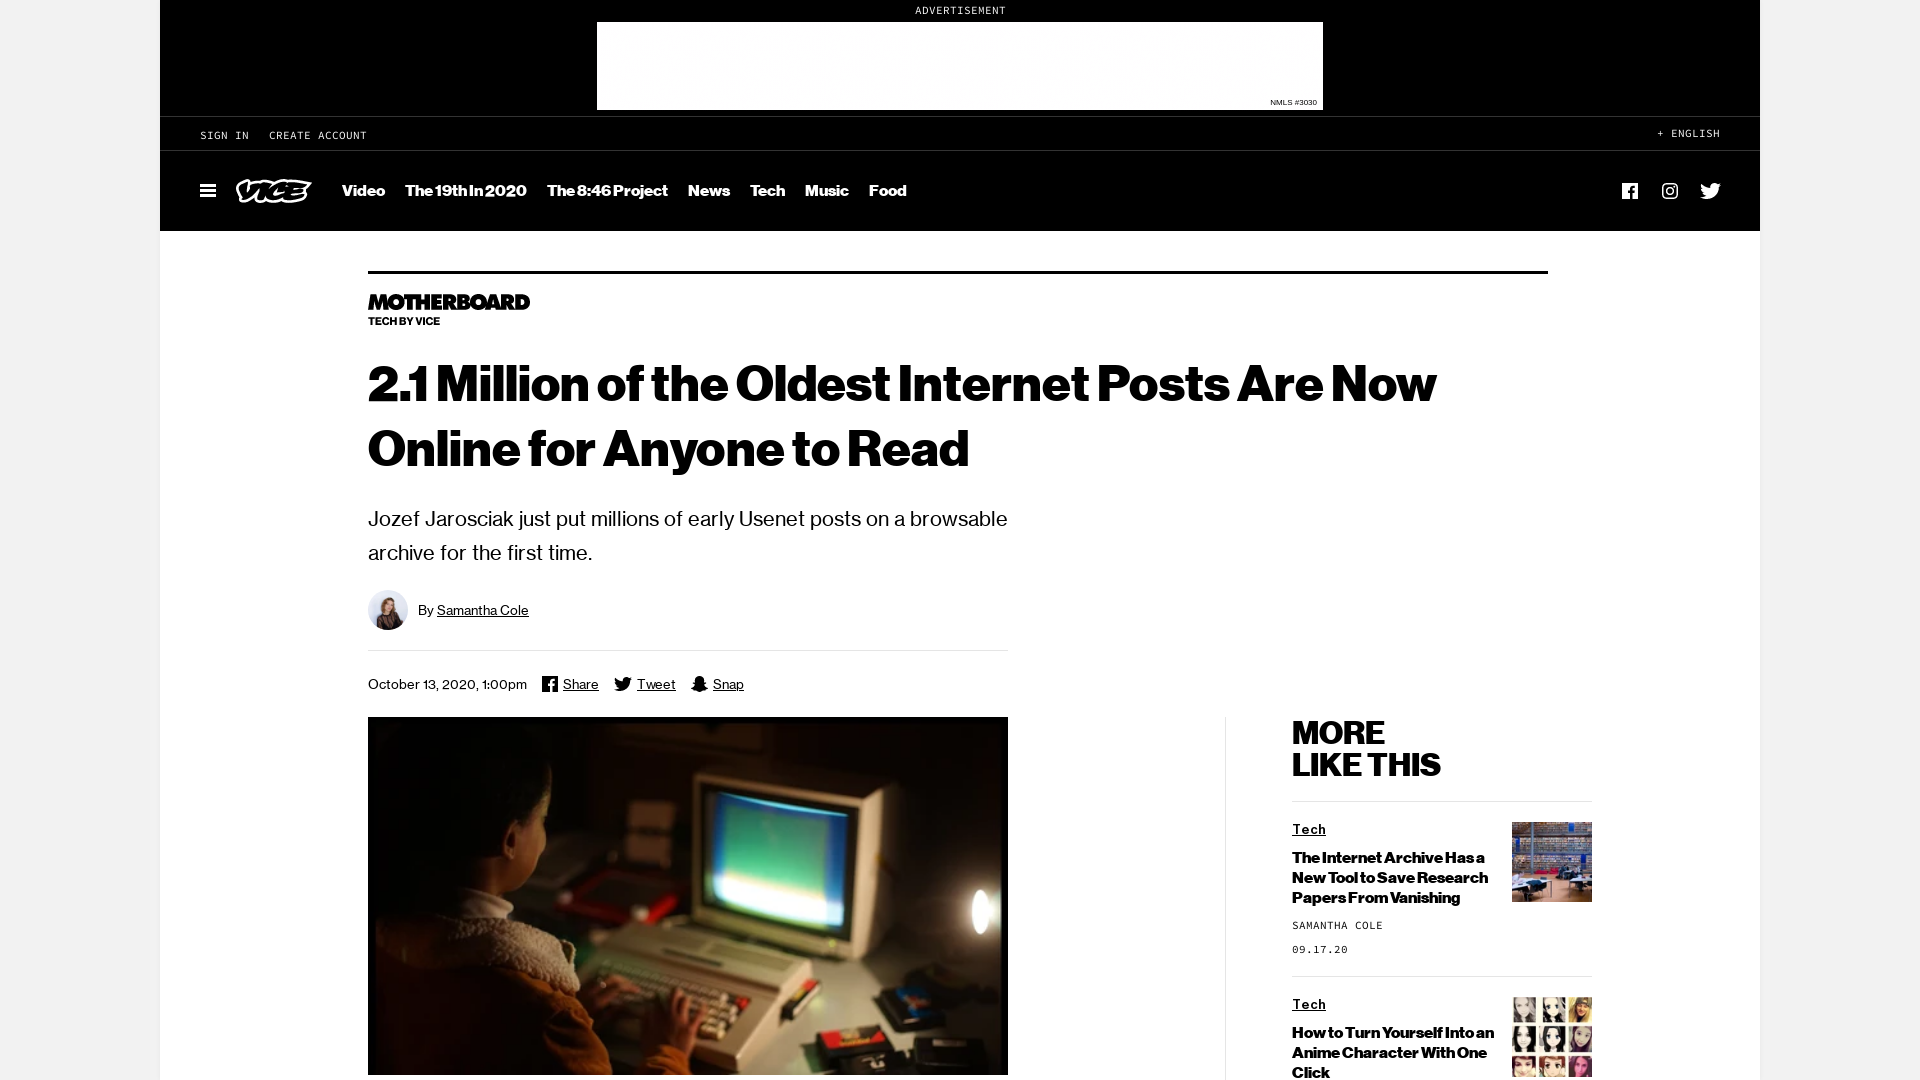 ADVERTISEMENT
NMLS #3030
SIGN IN CREATE ACCOUNT
+ ENGLISH
VICE Video The 19th In 2020 The 8:46 Project News Tech Music Food
MOTHERBOARD
TECH BY VICE
2.1 Million of the Oldest Internet Posts Are Now
Online for Anyone to Read
Jozef Jarosciak just put millions of early Usenet posts on a browsable
archive for the first time.
By Samantha Cole
October 13, 2020, 1:00pm Share Tweet Snap
MORE
LIKE THIS
Tech
The Internet Archive Has a
New Tool to Save Research
Papers From Vanishing
SAMANTHA COLE
09.17.20
Tech
How to Turn Yourself Into an
Anime Character With One
Click